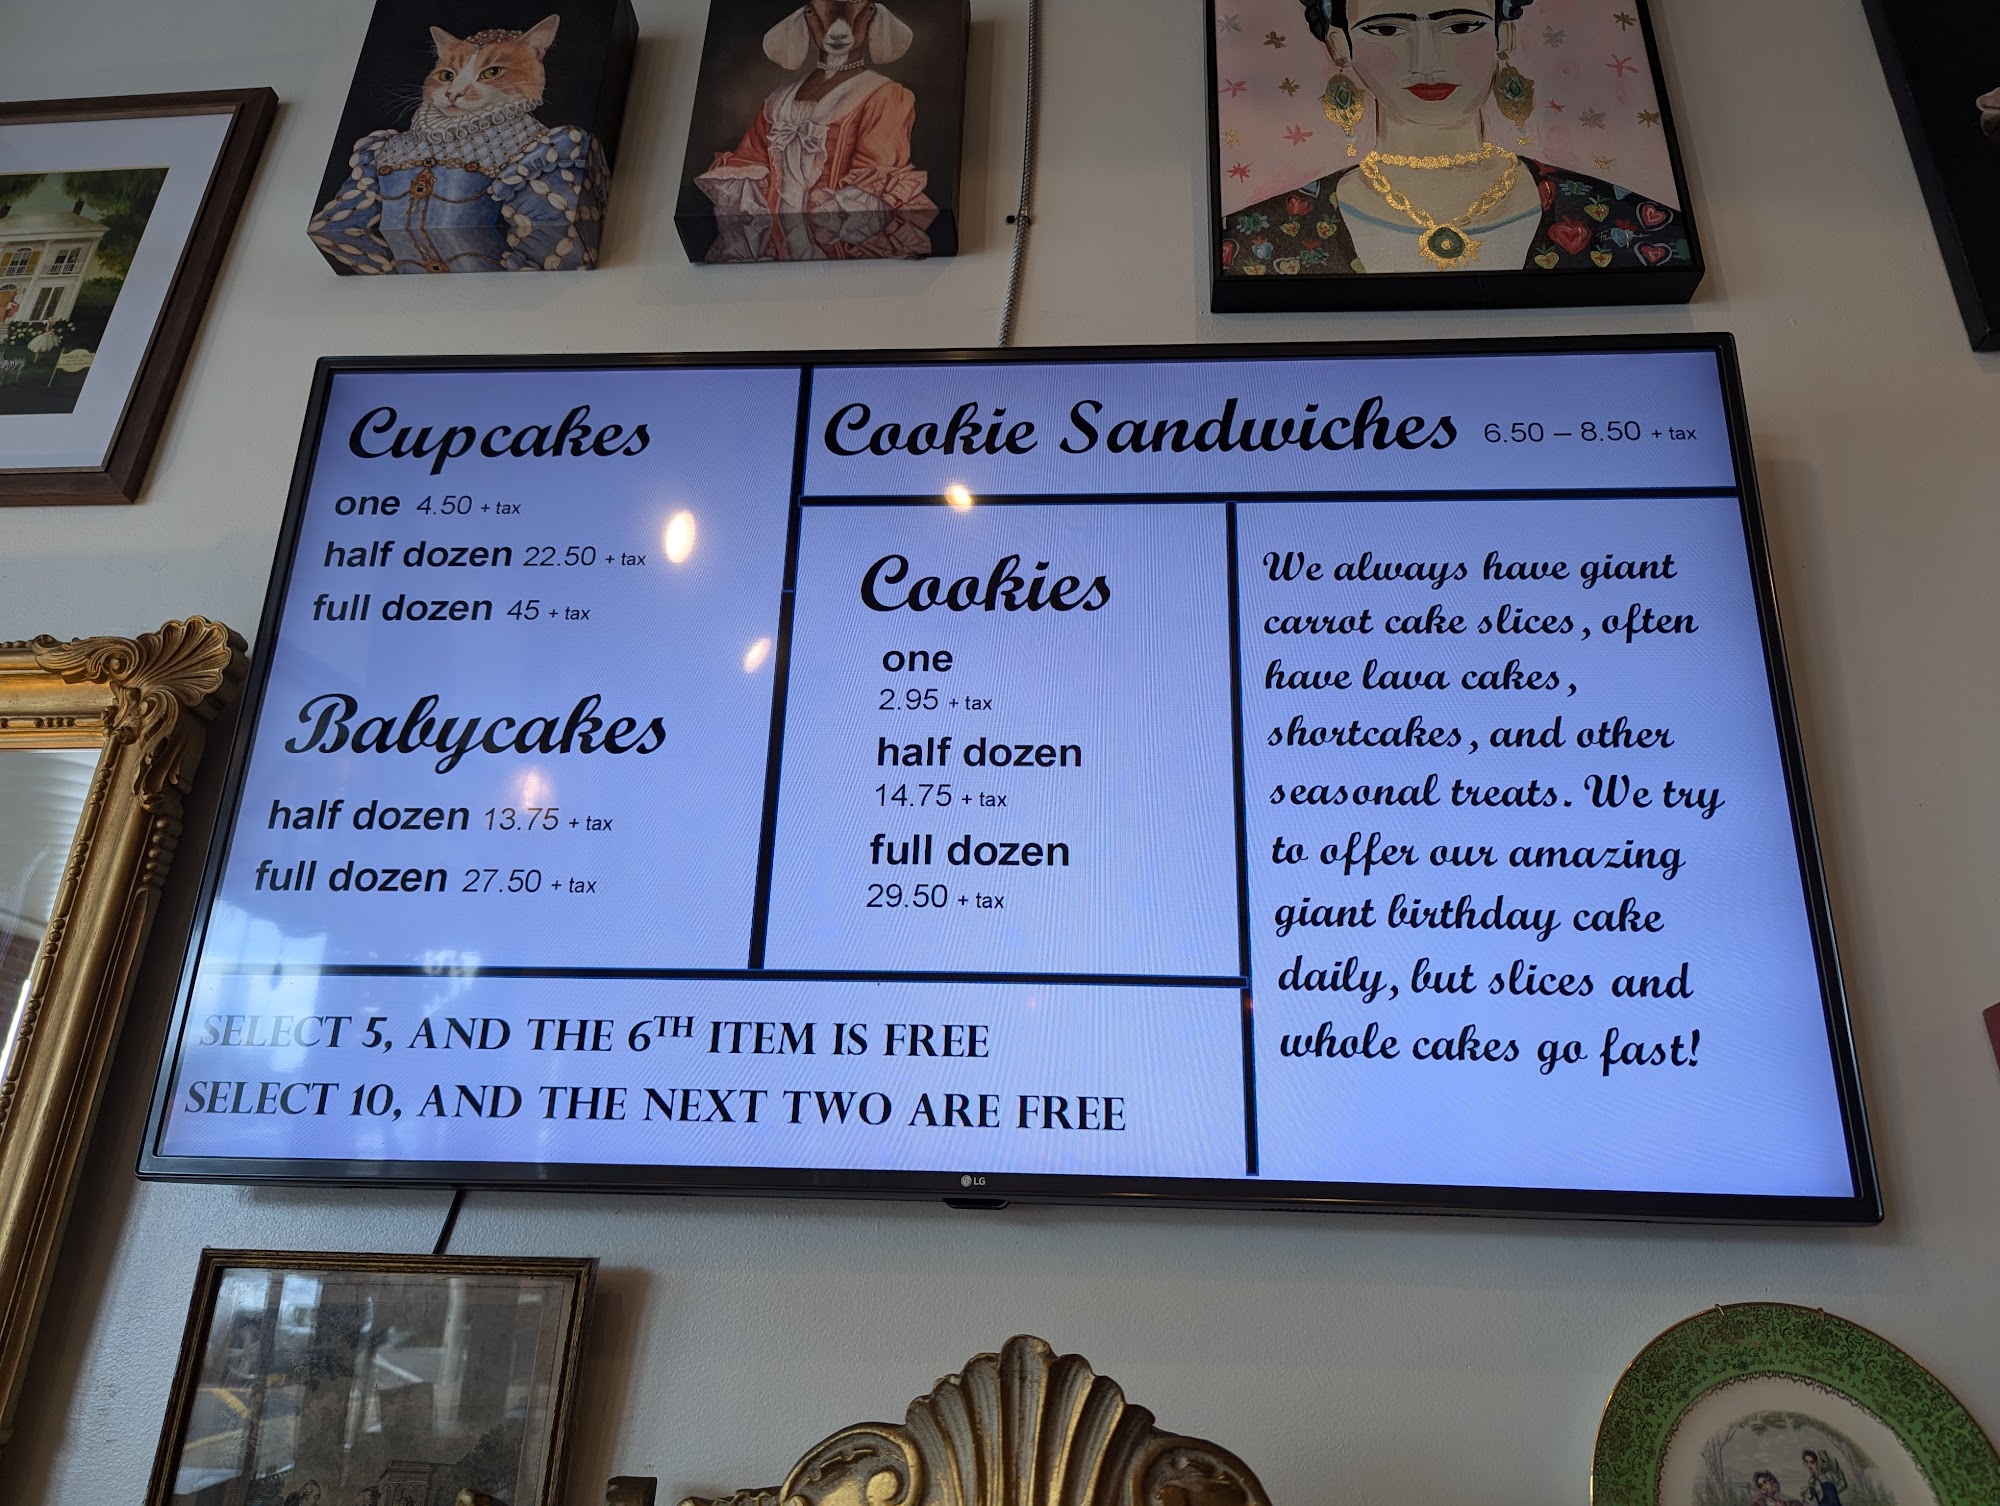 Cupcakes
one 4.50 + tax
half dozen 22.50 + tax
full dozen 45 + tax
Babycakes
half dozen 13.75 + tax
full dozen 27.50 + tax
Cookie Sandwiches 6.50 – 8.50 + tax
Cookies
one
2.95 + tax
half dozen
14.75 + tax
full dozen
29.50 + tax
We always have giant
carrot cake slices, often
have lava cakes,
shortcakes, and other
seasonal treats. We try
to offer our amazing
giant birthday cake
daily, but slices and
whole cakes go fast!
SELECT 5, AND THE 6TH ITEM IS FREE
SELECT 10, AND THE NEXT TWO ARE FREE
LG